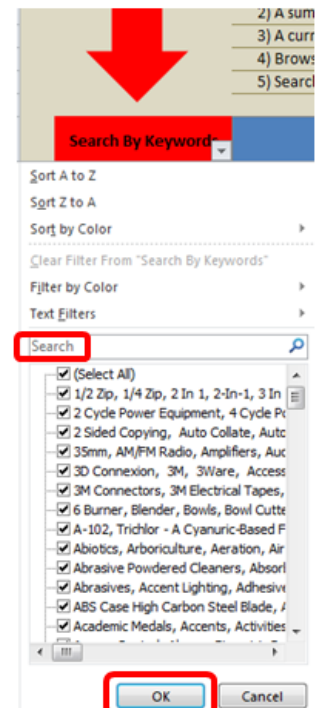 2) A sum
3) A curr
4) Brows
5) Searcl
Search By Keywords
Sort A to Z
Sort Z to A
Sort by Color
Clear Filter From "Search By Keywords"
Filter by Color
Text Filters
Search
(Select All)
1/2 Zip, 1/4 Zip, 2 In 1, 2-In-1, 3 In
2 Cycle Power Equipment, 4 Cycle Po
2 Sided Copying, Auto Collate, Auto
35mm, AM/FM Radio, Amplifiers, Aud
3D Connexion, 3M, 3Ware, Access
3M Connectors, 3M Electrical Tapes,
6 Burner, Blender, Bowls, Bowl Cutte
A-102, Trichlor - A Cyanuric-Based F
Abiotics, Arboriculture, Aeration, Air
Abrasive Powdered Cleaners, Absorl
Abrasives, Accent Lighting, Adhesive
ABS Case High Carbon Steel Blade, A
Academic Medals, Accents, Activities
OK Cancel